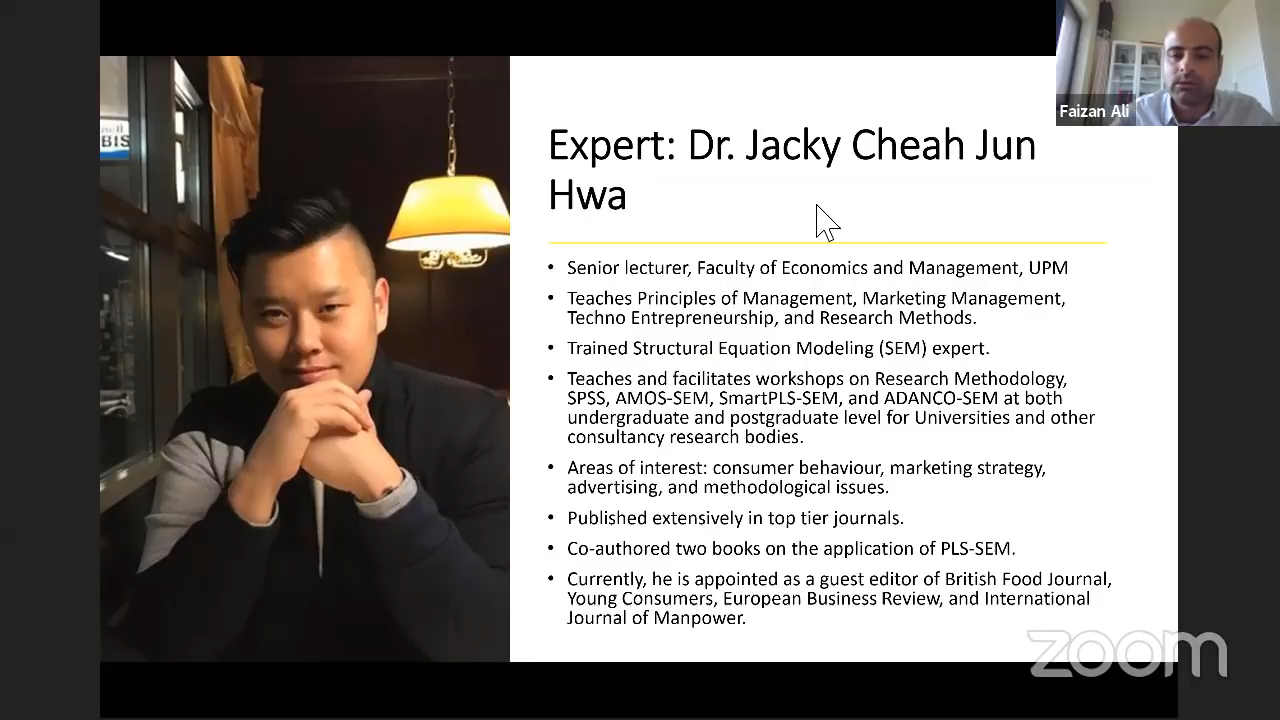 Faizan Ali
BIS
Expert: Dr. Jacky Cheah Jun
Hwa
• Senior lecturer, Faculty of Economics and Management, UPM
• Teaches Principles of Management, Marketing Management,
Techno Entrepreneurship, and Research Methods.
• Trained Structural Equation Modeling (SEM) expert.
• Teaches and facilitates workshops on Research Methodology,
SPSS, AMOS-SEM, SmartPLS-SEM, and ADANCO-SEM at both
undergraduate and postgraduate level for Universities and other
consultancy research bodies.
• Areas of interest: consumer behaviour, marketing strategy,
advertising, and methodological issues.
• Published extensively in top tier journals.
• Co-authored two books on the application of PLS-SEM.
• Currently, he is appointed as a guest editor of British Food Journal,
Young Consumers, European Business Review, and International
Journal of Manpower.
zoom